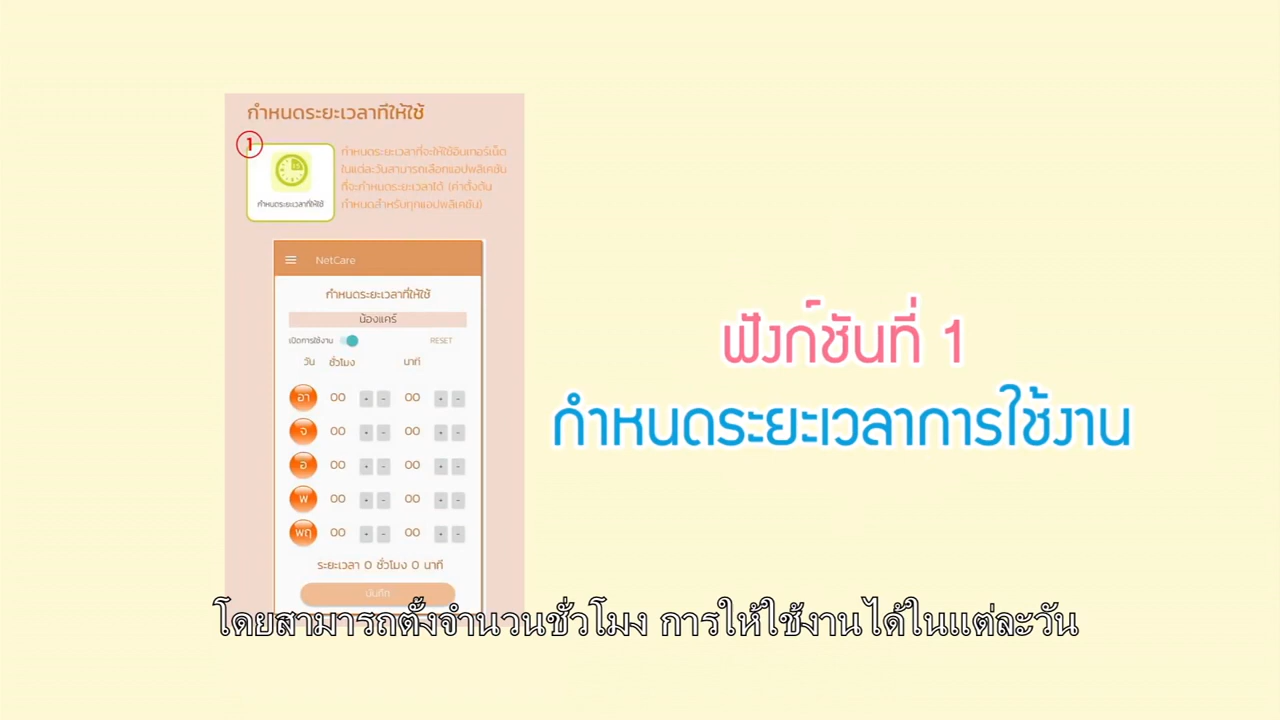 กำหนดระยะเวลาที่ให้ใช้
1
กำหนดระยะเวลาที่จะให้ใช้อินเทอร์เน็ต
ในแต่ละวันสามารถเลือกแอปพลิเคชัน
ที่จะกำหนดระยะเวลาได้ (ค่าตั้งต้น
กำหนดสำหรับทุกแอปพลิเคชัน)
กำหนดระยะเวลาที่ให้ใช้
NetCare
กำหนดระยะเวลาที่ให้ใช้
น้องแคร์
เปิดการใช้งาน RESET
วัน ชั่วโมง นาที
อา 00 + - 00 + -
จ 00 + - 00 + -
อ 00 + - 00 + -
พ 00 + - 00 + -
พฤ 00 + - 00 + -
ระยะเวลา 0 ชั่วโมง 0 นาที
บันทึก
ฟังก์ชันที่ 1
กำหนดระยะเวลาการใช้งาน
โดยสามารถตั้งจำนวนชั่วโมง การให้ใช้งานได้ในแต่ละวัน